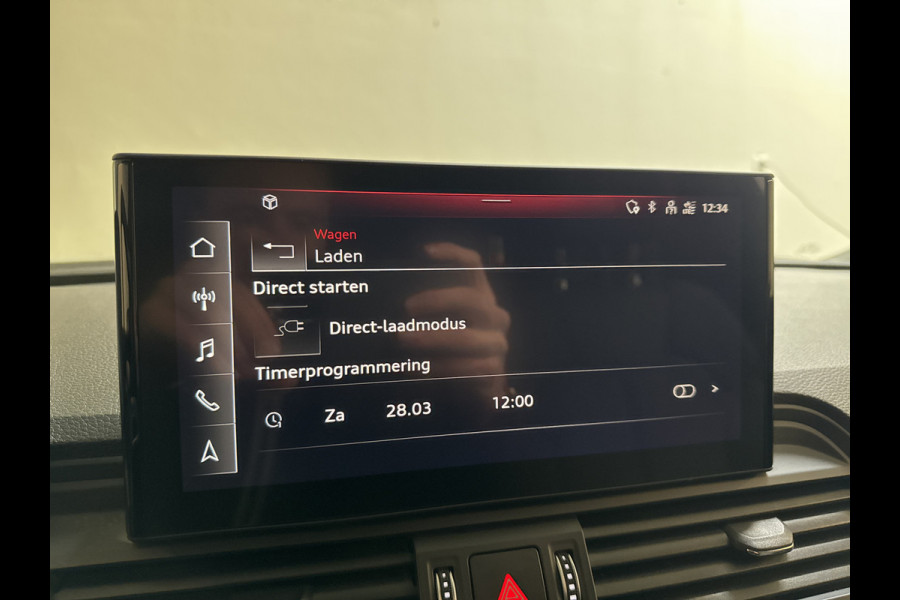 12:34
Wagen
Laden
Direct starten
Direct-laadmodus
Timerprogrammering
Za 28.03 12:00